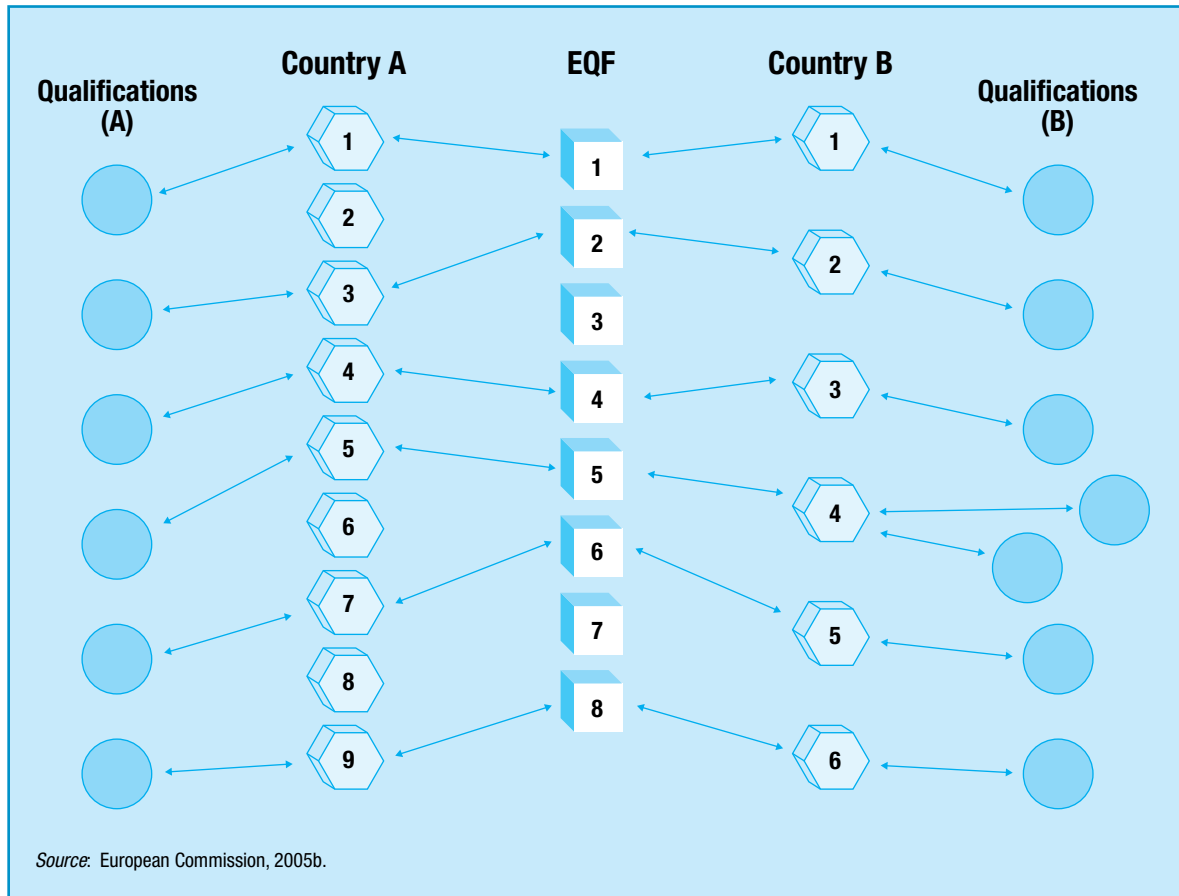 Country A
EQF
Country B
Qualifications
(A)
Qualifications
(B)
1
2
3
4
5
6
7
8
9
1
2
3
4
5
6
7
8
1
2
3
4
5
6
Source: European Commission, 2005b.